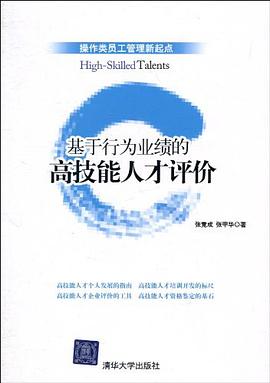 操作类员工管理新起点
High-Skilled Talents
基于行为业绩的
高技能人才评价
张竞成 张甲华◎著
高技能人才个人发展的指南 高技能人才培训开发的标尺
高技能人才企业评价的工具 高技能人才资格鉴定的基石
清华大学出版社